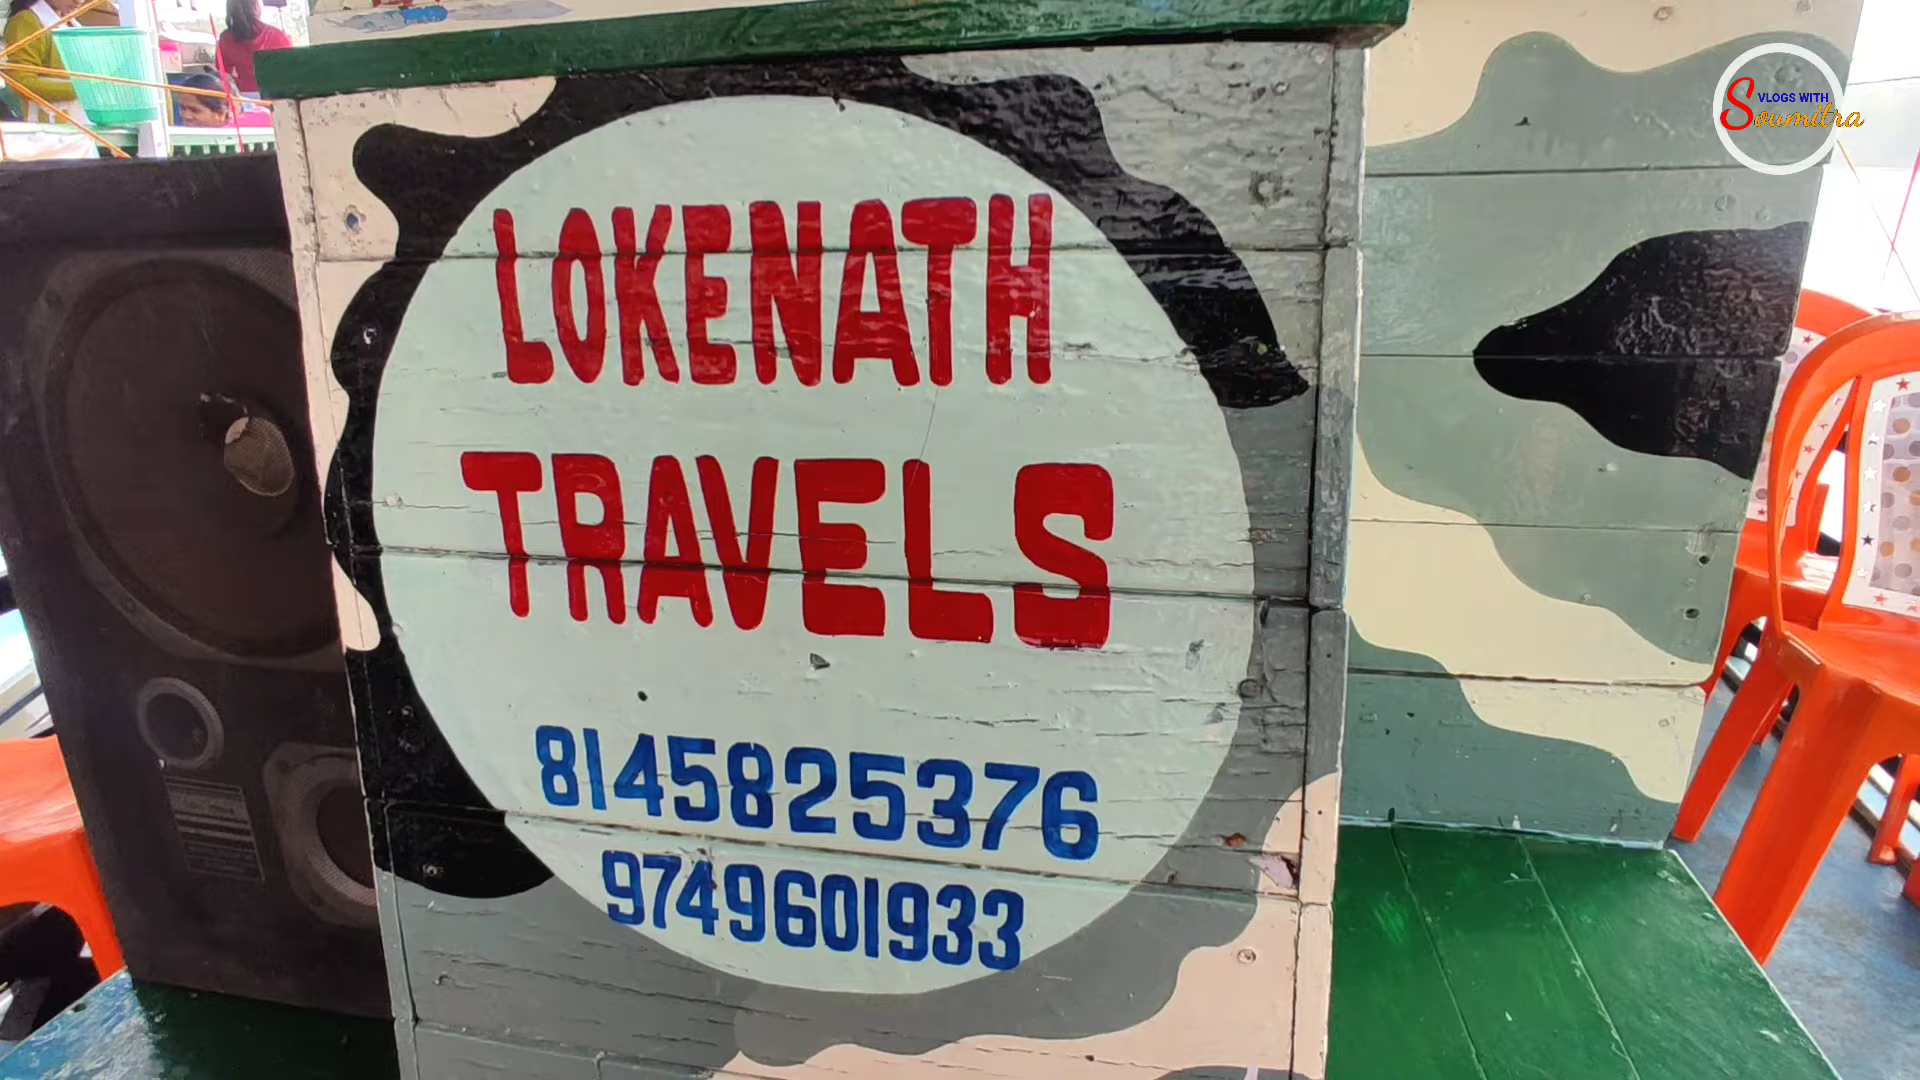 VLOGS WITH
Soumitra
LOKENATH
TRAVELS
8145825376
9749601933